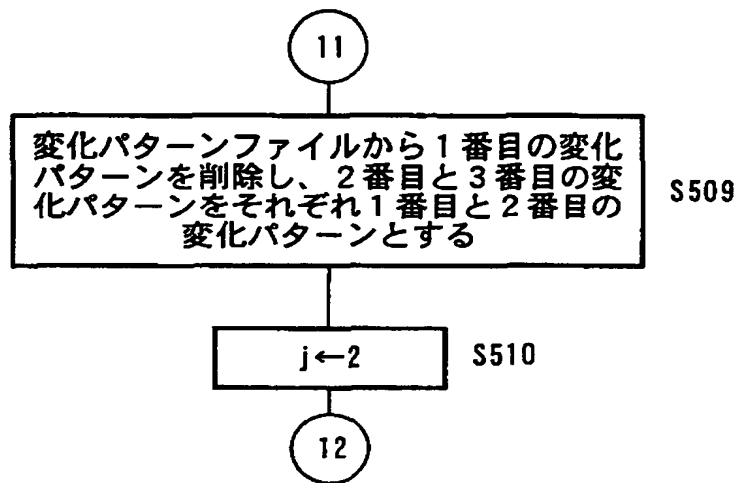 11
変化パターンファイルから1番目の変化
パターンを削除し、2番目と3番目の変
化パターンをそれぞれ1番目と2番目の
変化パターンとする
S509
j←2
S510
12